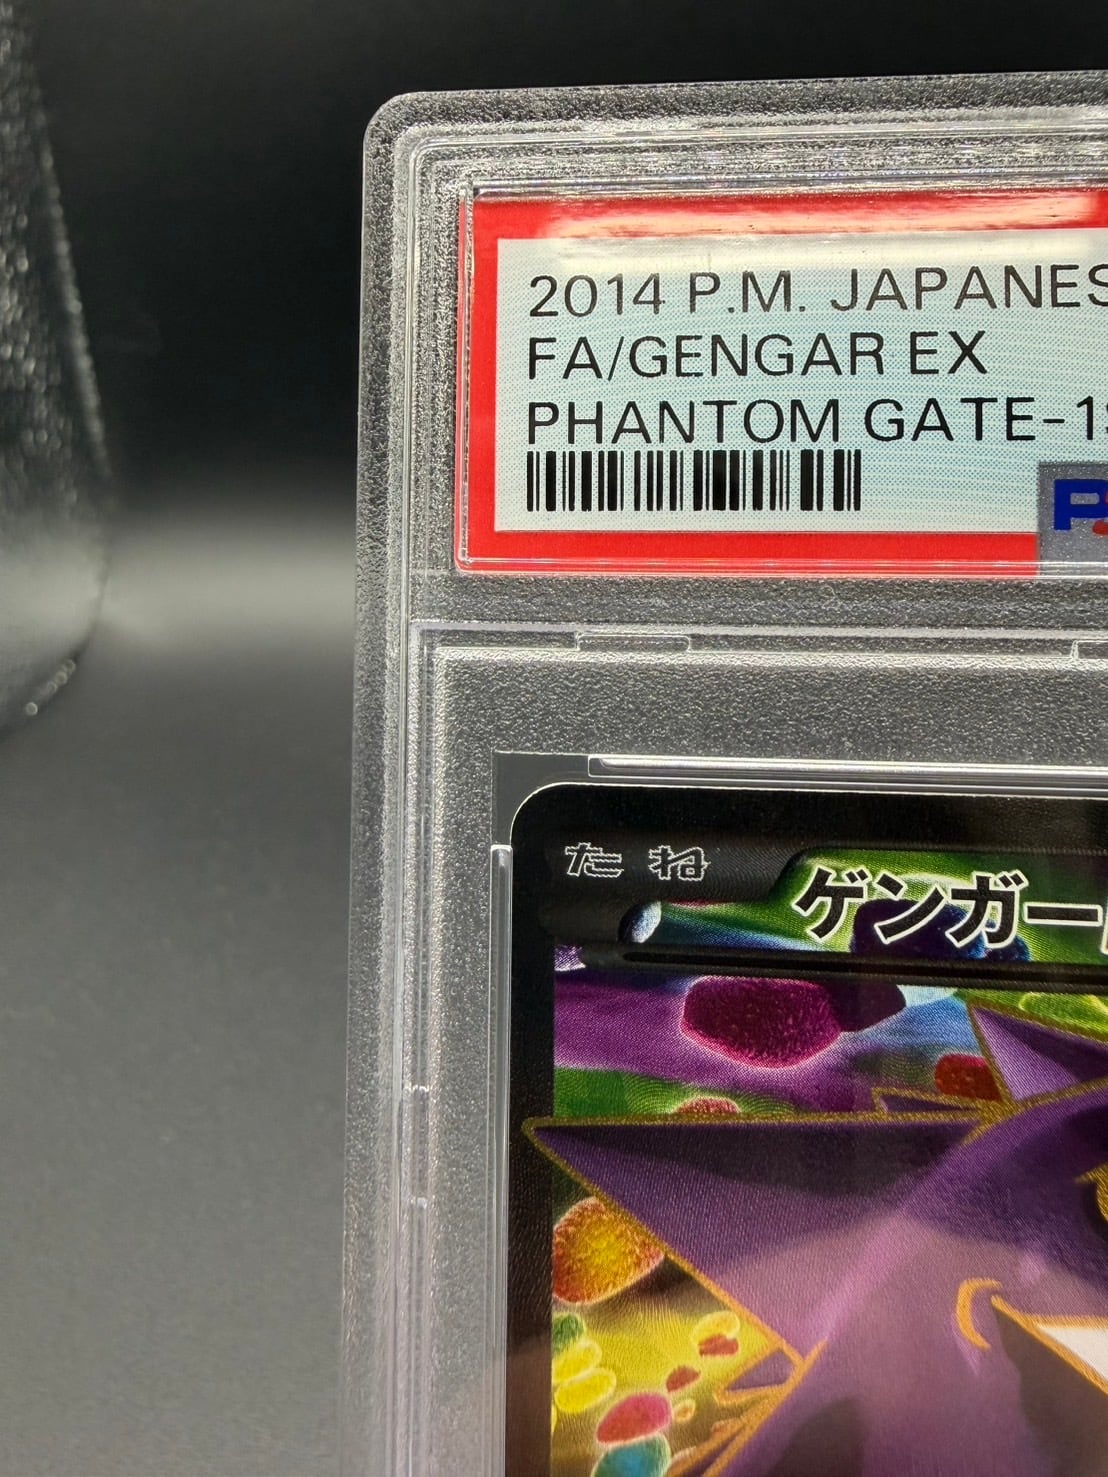 2014 P.M. JAPANES
FA/GENGAR EX
PHANTOM GATE-1
たね
ゲンガー